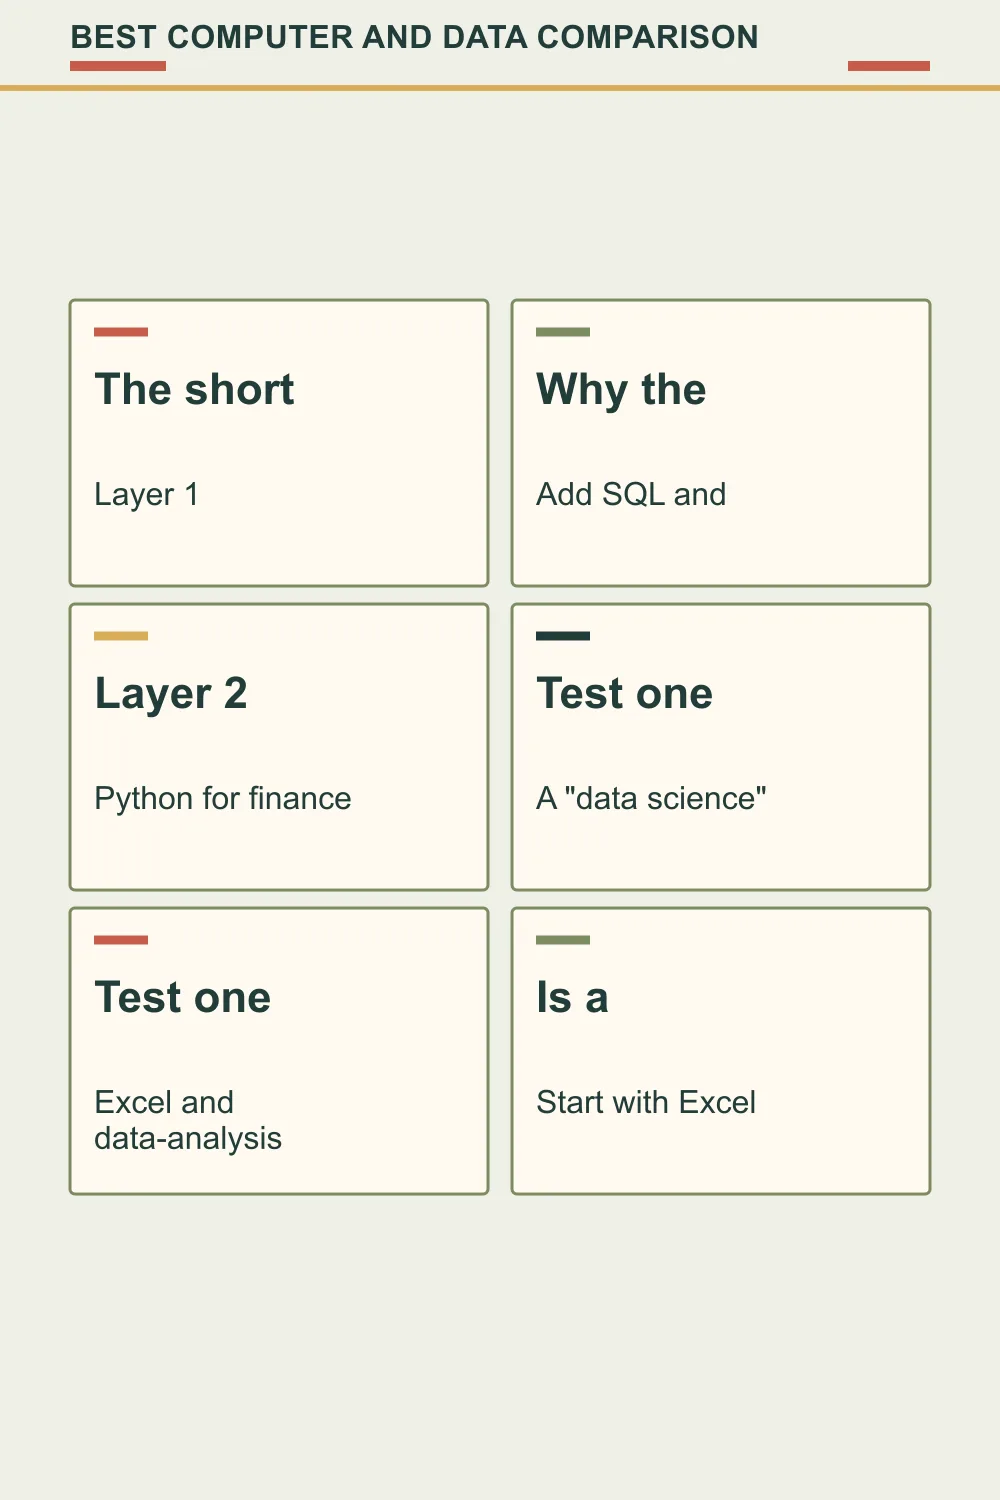 BEST COMPUTER AND DATA COMPARISON
The short
Layer 1
Why the
Add SQL and
Layer 2
Python for finance
Test one
A "data science"
Test one
Excel and
data-analysis
Is a
Start with Excel